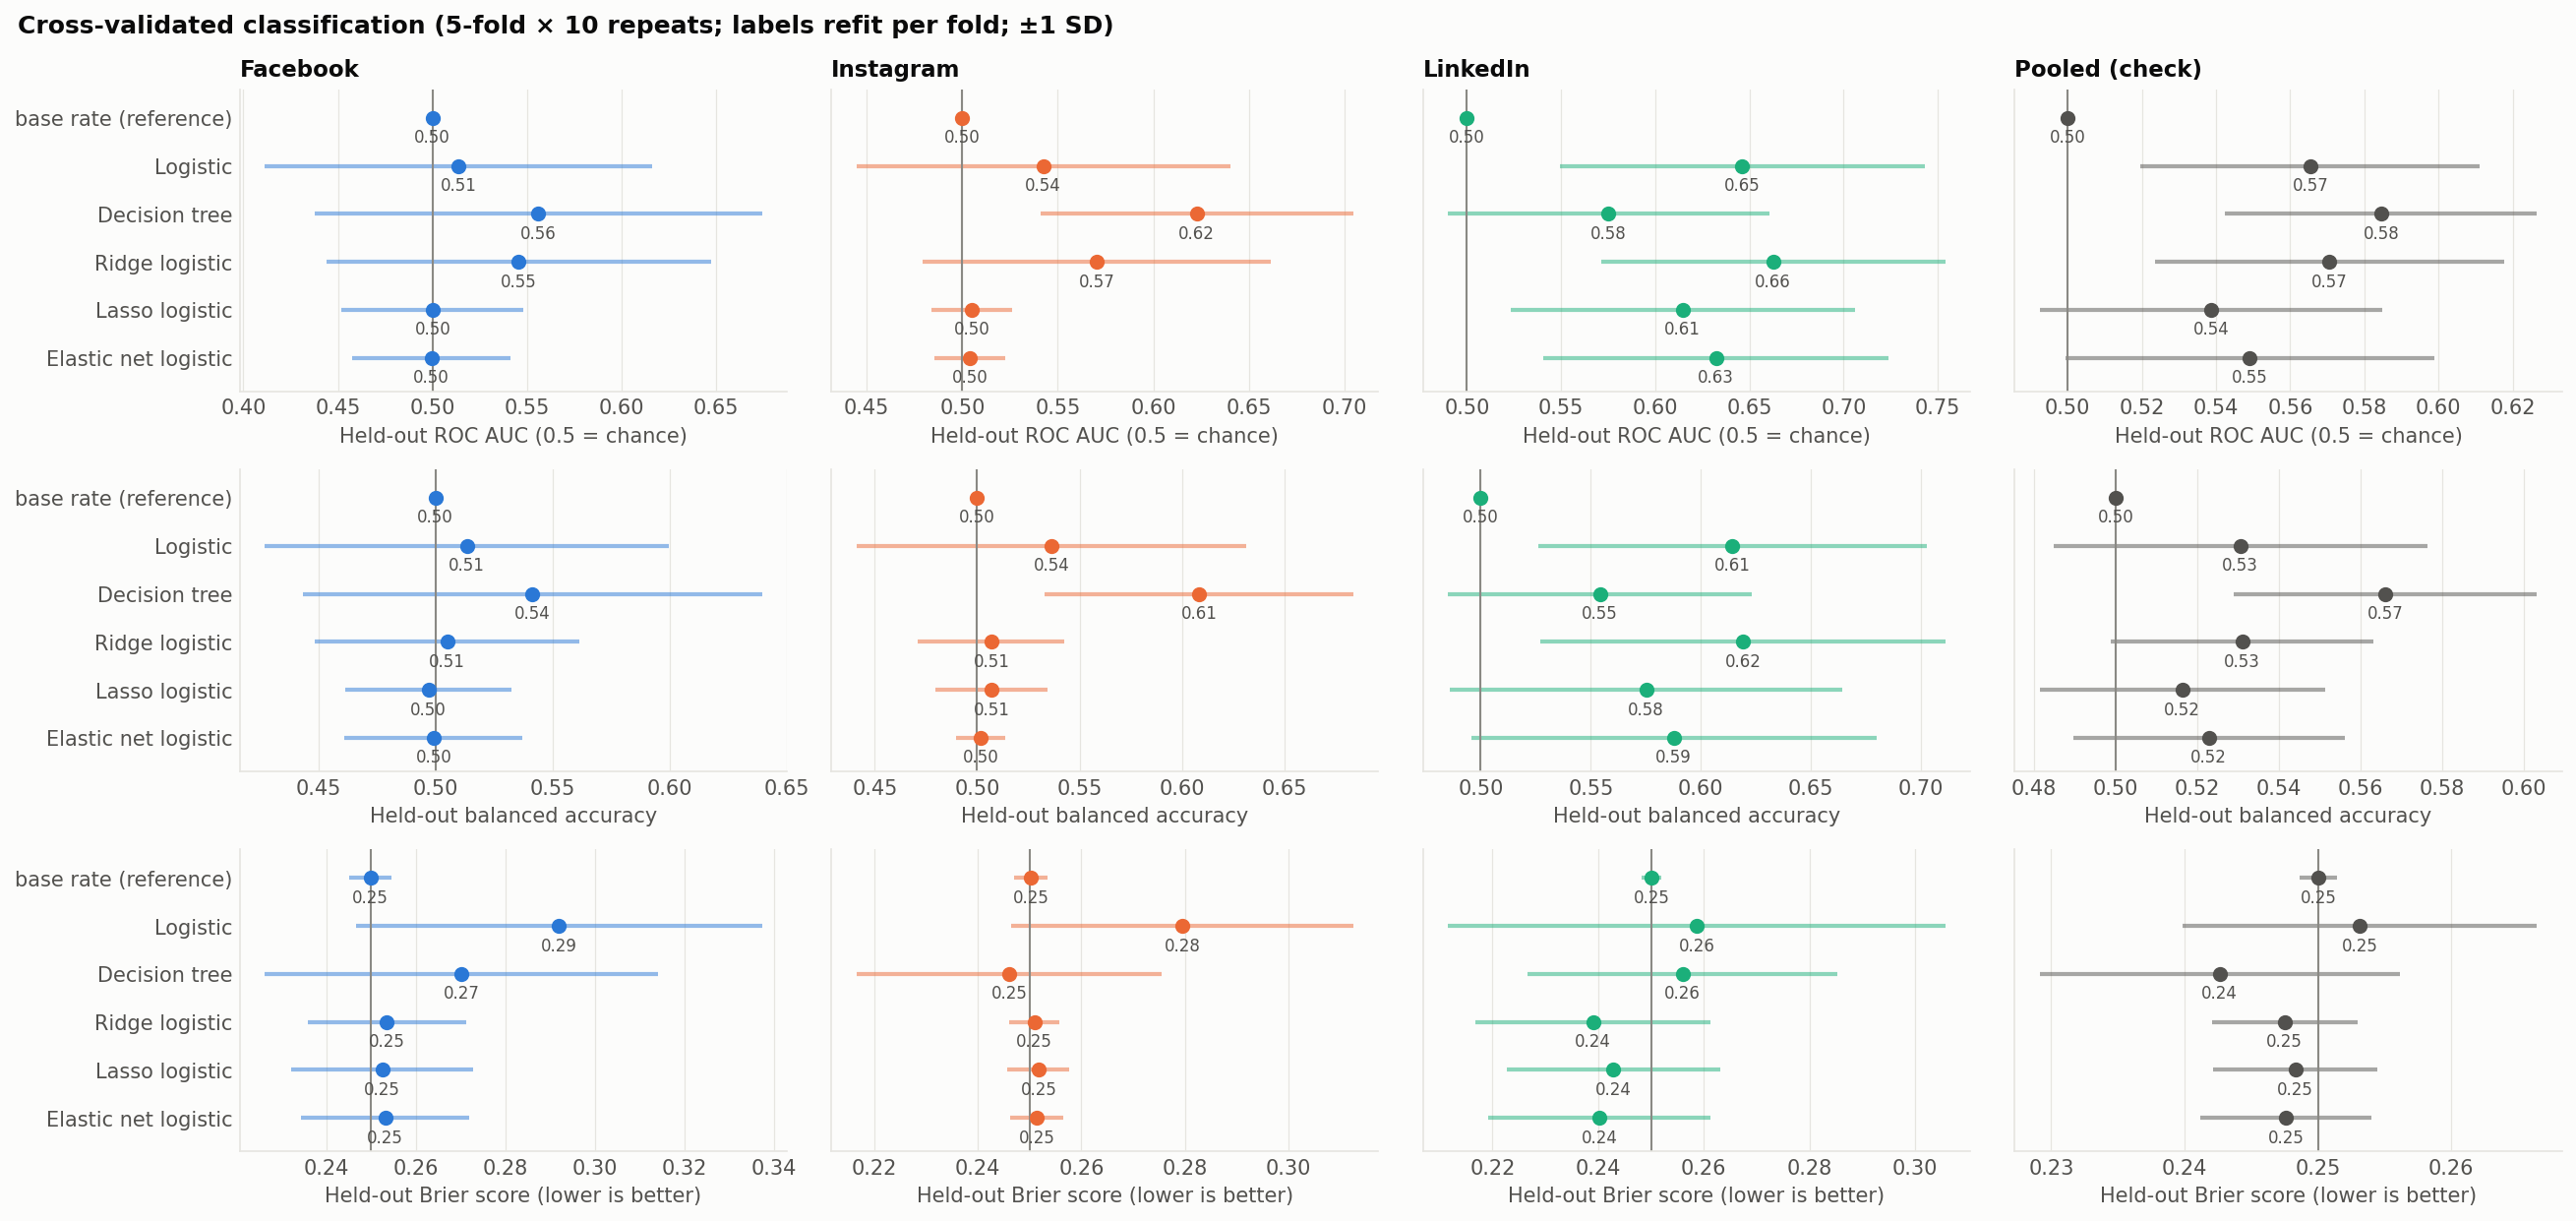 Cross-validated classification (5-fold × 10 repeats; labels refit per fold; ±1 SD)
Facebook
base rate (reference)
Logistic
Decision tree
Ridge logistic
Lasso logistic
Elastic net logistic
0.50
0.51
0.56
0.55
0.50
0.50
0.40 0.45 0.50 0.55 0.60 0.65
Held-out ROC AUC (0.5 = chance)
Instagram
0.50
0.54
0.62
0.57
0.50
0.50
0.45 0.50 0.55 0.60 0.65 0.70
Held-out ROC AUC (0.5 = chance)
LinkedIn
0.50
0.65
0.58
0.66
0.61
0.63
0.50 0.55 0.60 0.65 0.70 0.75
Held-out ROC AUC (0.5 = chance)
Pooled (check)
0.50
0.57
0.58
0.57
0.54
0.55
0.50 0.52 0.54 0.56 0.58 0.60 0.62
Held-out ROC AUC (0.5 = chance)
base rate (reference)
Logistic
Decision tree
Ridge logistic
Lasso logistic
Elastic net logistic
0.50
0.51
0.54
0.51
0.50
0.50
0.45 0.50 0.55 0.60 0.65
Held-out balanced accuracy
0.50
0.54
0.61
0.51
0.51
0.50
0.45 0.50 0.55 0.60 0.65
Held-out balanced accuracy
0.50
0.61
0.55
0.62
0.58
0.59
0.50 0.55 0.60 0.65 0.70
Held-out balanced accuracy
0.50
0.53
0.57
0.53
0.52
0.52
0.48 0.50 0.52 0.54 0.56 0.58 0.60
Held-out balanced accuracy
base rate (reference)
Logistic
Decision tree
Ridge logistic
Lasso logistic
Elastic net logistic
0.25
0.29
0.27
0.25
0.25
0.25
0.24 0.26 0.28 0.30 0.32 0.34
Held-out Brier score (lower is better)
0.25
0.28
0.25
0.25
0.25
0.25
0.22 0.24 0.26 0.28 0.30
Held-out Brier score (lower is better)
0.25
0.26
0.26
0.24
0.24
0.24
0.22 0.24 0.26 0.28 0.30
Held-out Brier score (lower is better)
0.25
0.25
0.24
0.25
0.25
0.25
0.23 0.24 0.25 0.26
Held-out Brier score (lower is better)